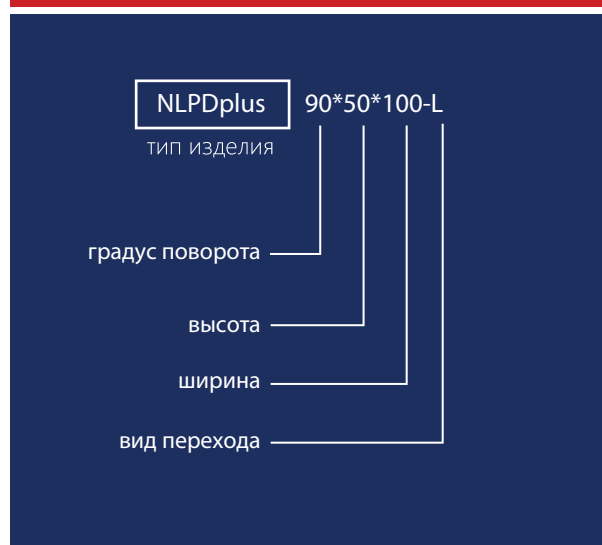 NLPDplus 90*50*100-L
тип изделия
градус поворота
высота
ширина
вид перехода